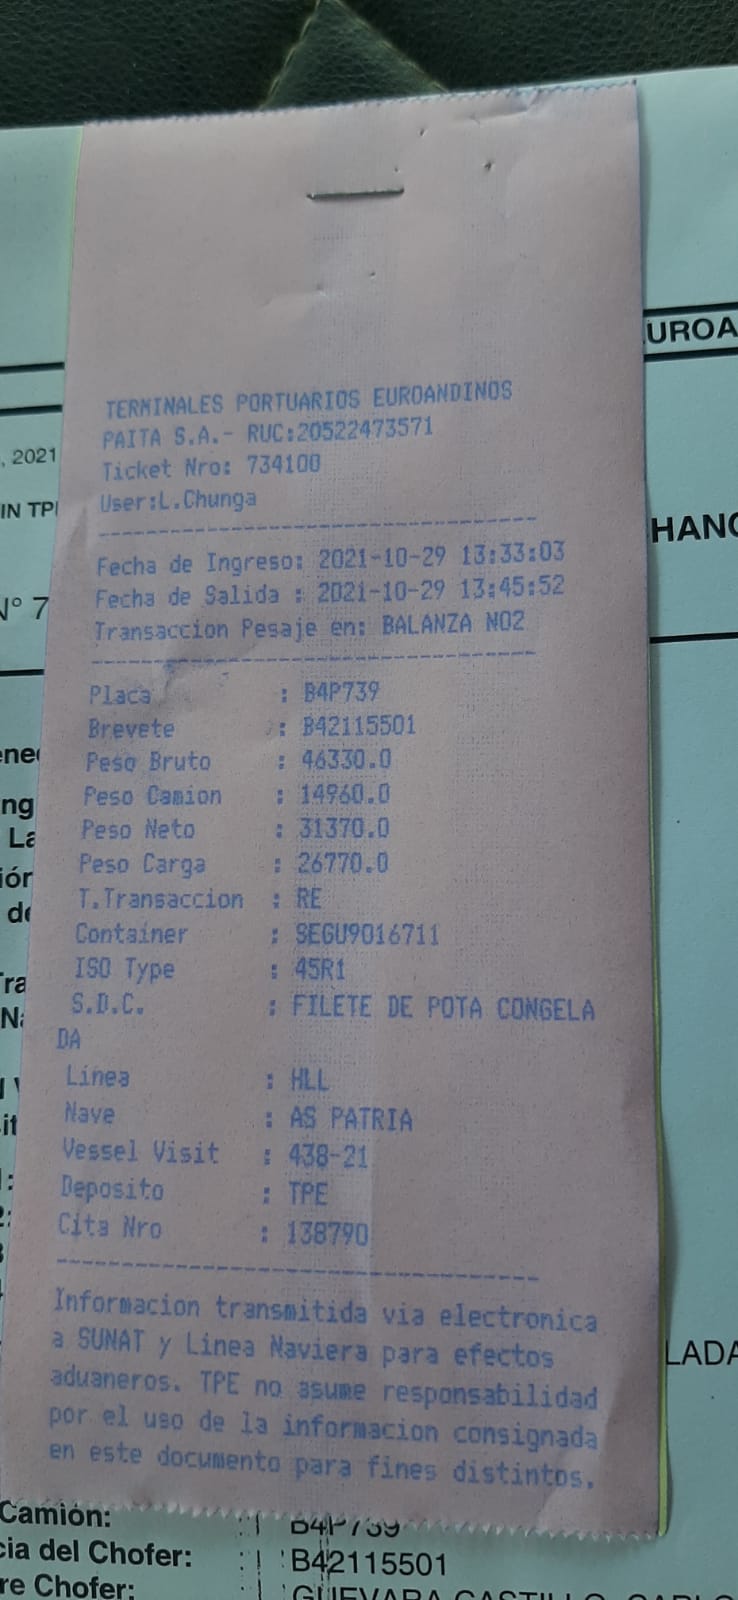 TERMINALES PORTUARIOS EUROANDINOS
PAITA S.A.- RUC:20522473571
Ticket Nro: 734100
User:L.Chunga
--------------------------------------
Fecha de Ingreso: 2021-10-29 13:33:03
Fecha de Salida : 2021-10-29 13:45:52
Transaccion Pesaje en: BALANZA NO2
--------------------------------------
Placa : B4P739
Brevete : B42115501
Peso Bruto : 46330.0
Peso Camion : 14960.0
Peso Neto : 31370.0
Peso Carga : 26770.0
T.Transaccion : RE
Container : SEGU9016711
ISO Type : 45R1
S.D.C. : FILETE DE POTA CONGELA
DA
Linea : HLL
Nave : AS PATRIA
Vessel Visit : 438-21
Deposito : TPE
Cita Nro : 138790
--------------------------------------
Informacion transmitida via electronica
a SUNAT y Linea Naviera para efectos
aduaneros. TPE no asume responsabilidad
por el uso de la informacion consignada
en este documento para fines distintos.
UROA
, 2021
IN TP
HANG
N° 7
LADA
Camión: B4P739
cia del Chofer: : B42115501
re Chofer: : GUEVARA CASTILLO, CARLO